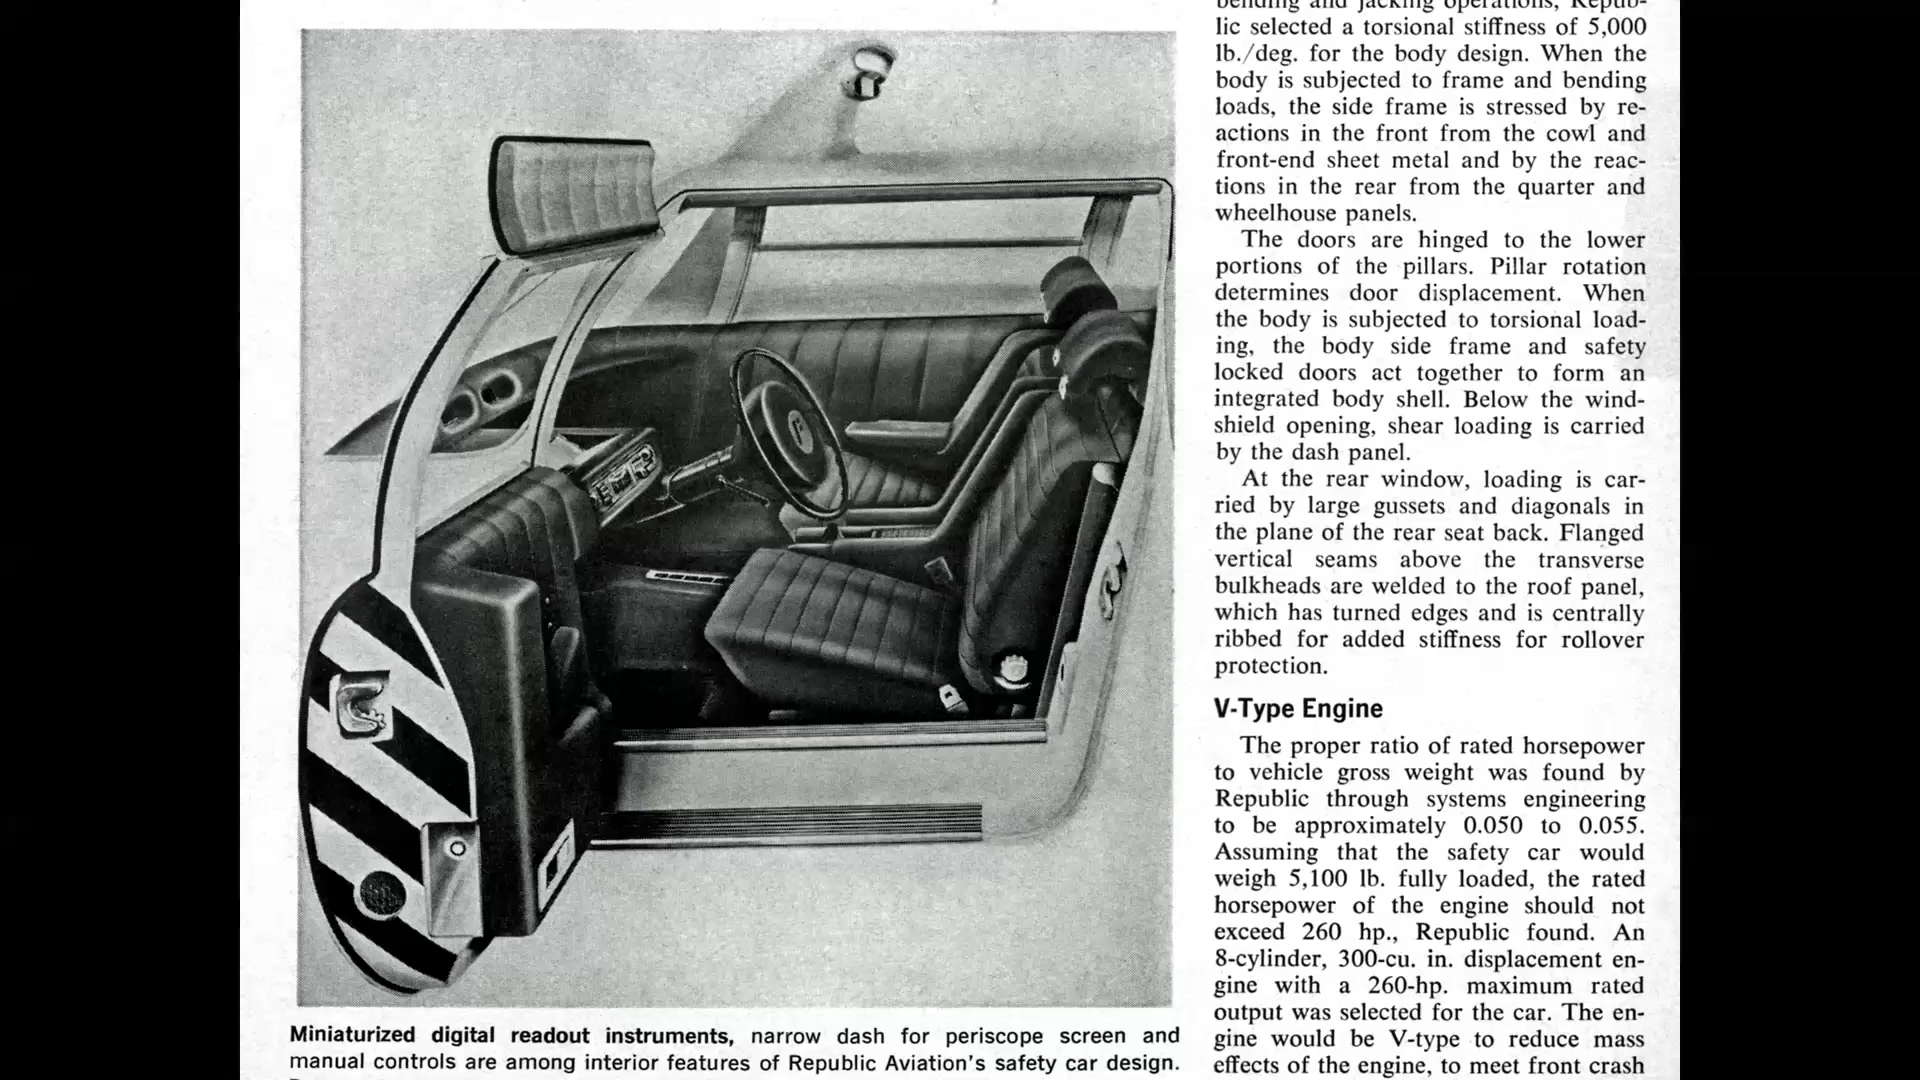 bending and jacking operations, Repub-
lic selected a torsional stiffness of 5,000
lb./deg. for the body design. When the
body is subjected to frame and bending
loads, the side frame is stressed by re-
actions in the front from the cowl and
front-end sheet metal and by the reac-
tions in the rear from the quarter and
wheelhouse panels.
The doors are hinged to the lower
portions of the pillars. Pillar rotation
determines door displacement. When
the body is subjected to torsional load-
ing, the body side frame and safety
locked doors act together to form an
integrated body shell. Below the wind-
shield opening, shear loading is carried
by the dash panel.
At the rear window, loading is car-
ried by large gussets and diagonals in
the plane of the rear seat back. Flanged
vertical seams above the transverse
bulkheads are welded to the roof panel,
which has turned edges and is centrally
ribbed for added stiffness for rollover
protection.
V-Type Engine
The proper ratio of rated horsepower
to vehicle gross weight was found by
Republic through systems engineering
to be approximately 0.050 to 0.055.
Assuming that the safety car would
weigh 5,100 lb. fully loaded, the rated
horsepower of the engine should not
exceed 260 hp., Republic found. An
8-cylinder, 300-cu. in. displacement en-
gine with a 260-hp. maximum rated
output was selected for the car. The en-
gine would be V-type to reduce mass
effects of the engine, to meet front crash
Miniaturized digital readout instruments, narrow dash for periscope screen and
manual controls are among interior features of Republic Aviation's safety car design.